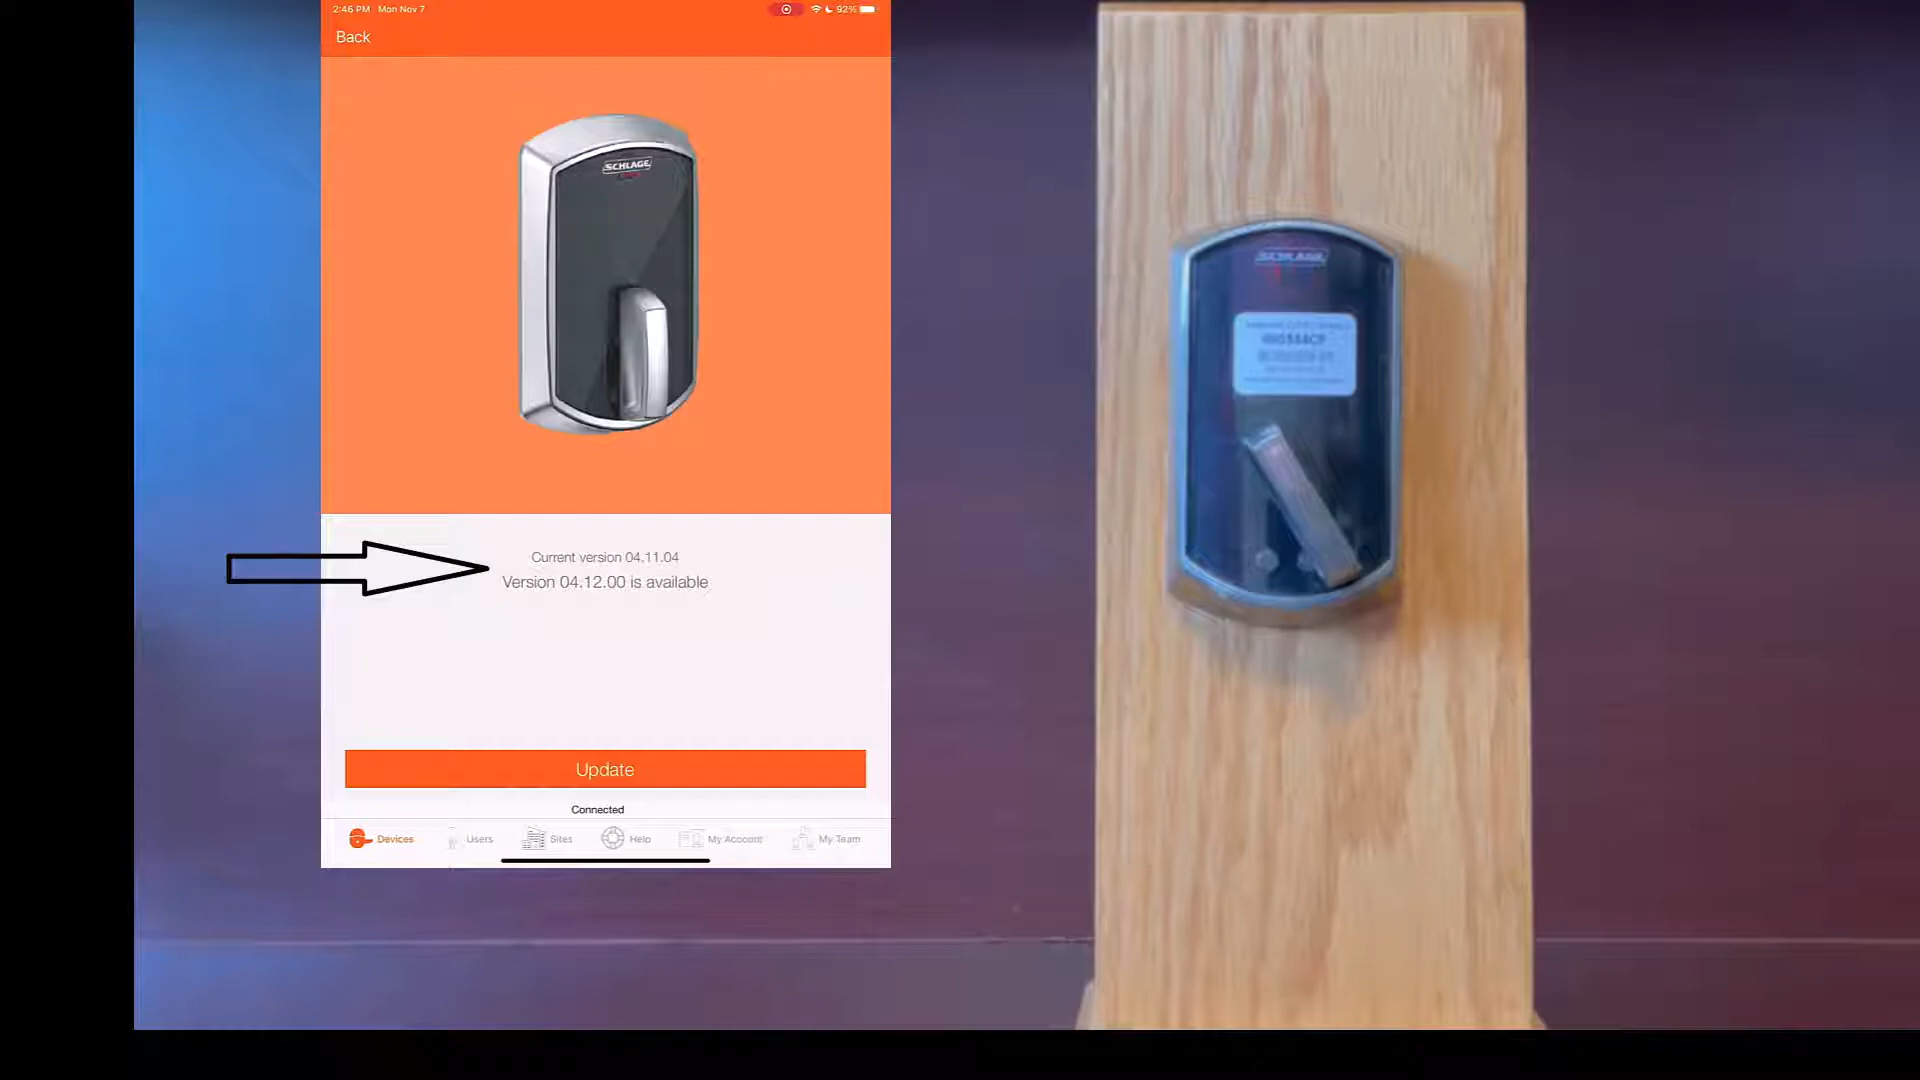 2:46 PM Mon Nov 7
92%
Back
SCHLAGE
Current version 04.11.04
Version 04.12.00 is available
Update
Connected
Devices
Users
Sites
Help
My Account
My Team
SCHLAGE